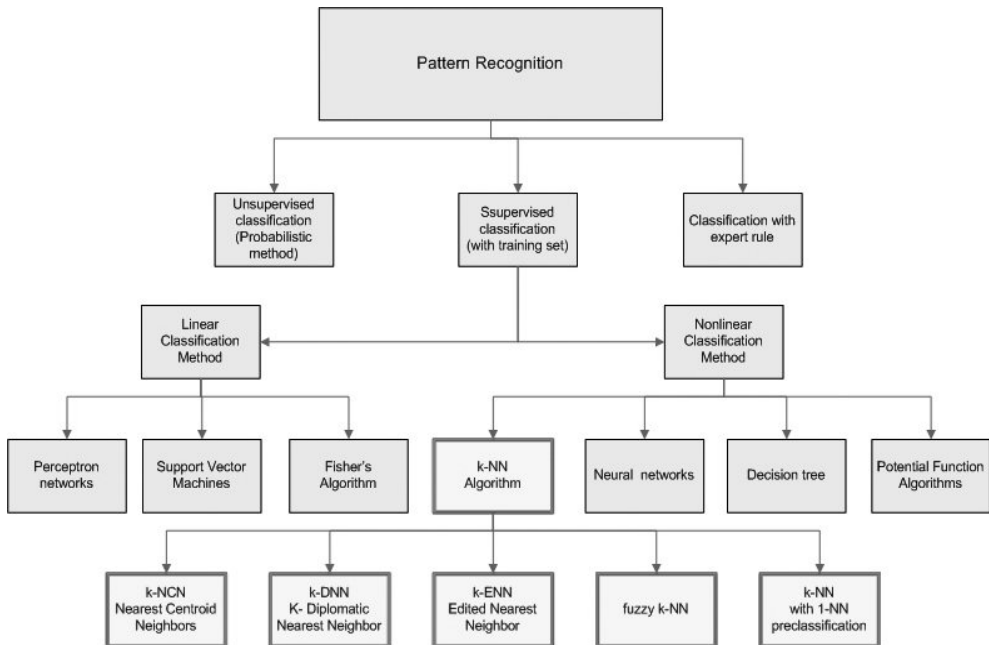 Pattern Recognition
Unsupervised
classification
(Probabilistic
method)
Ssupervised
classification
(with training set)
Classification with
expert rule
Linear
Classification
Method
Nonlinear
Classification
Method
Perceptron
networks
Support Vector
Machines
Fisher's
Algorithm
k-NN
Algorithm
Neural networks
Decision tree
Potential Function
Algorithms
k-NCN
Nearest Centroid
Neighbors
k-DNN
K- Diplomatic
Nearest Neighbor
k-ENN
Edited Nearest
Neighbor
fuzzy k-NN
k-NN
with 1-NN
preclassification